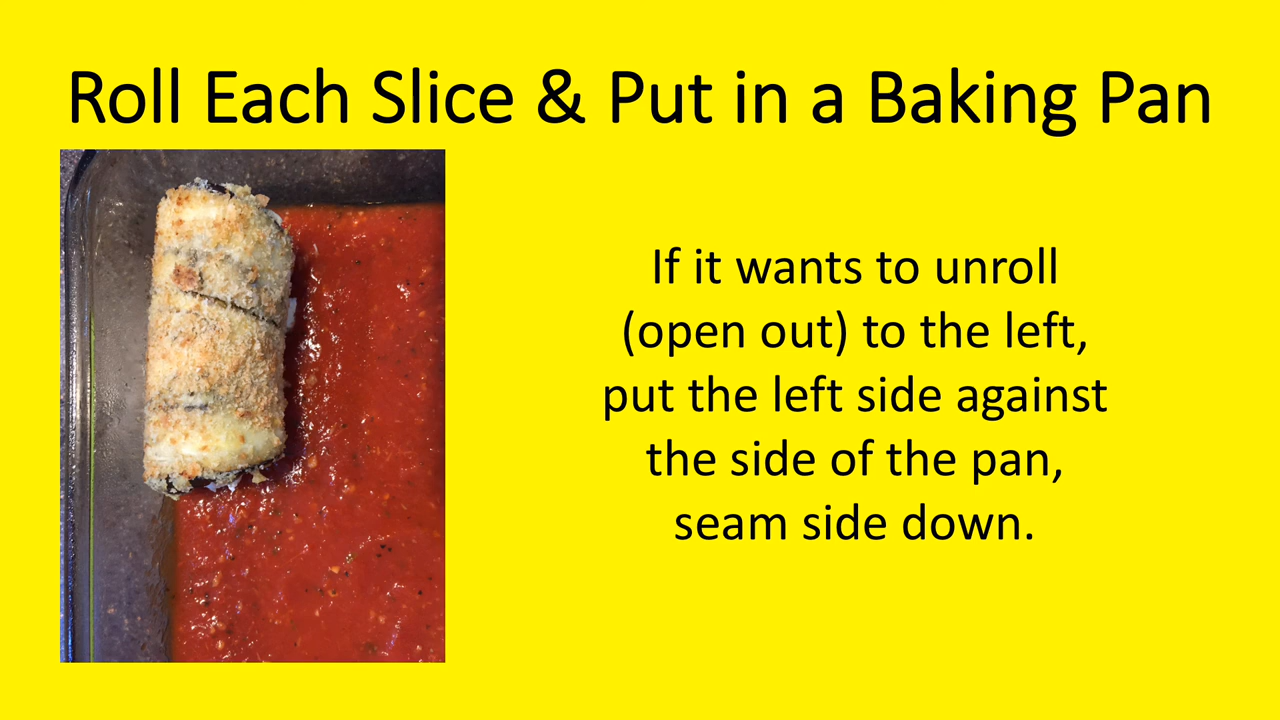 Roll Each Slice & Put in a Baking Pan
If it wants to unroll
(open out) to the left,
put the left side against
the side of the pan,
seam side down.